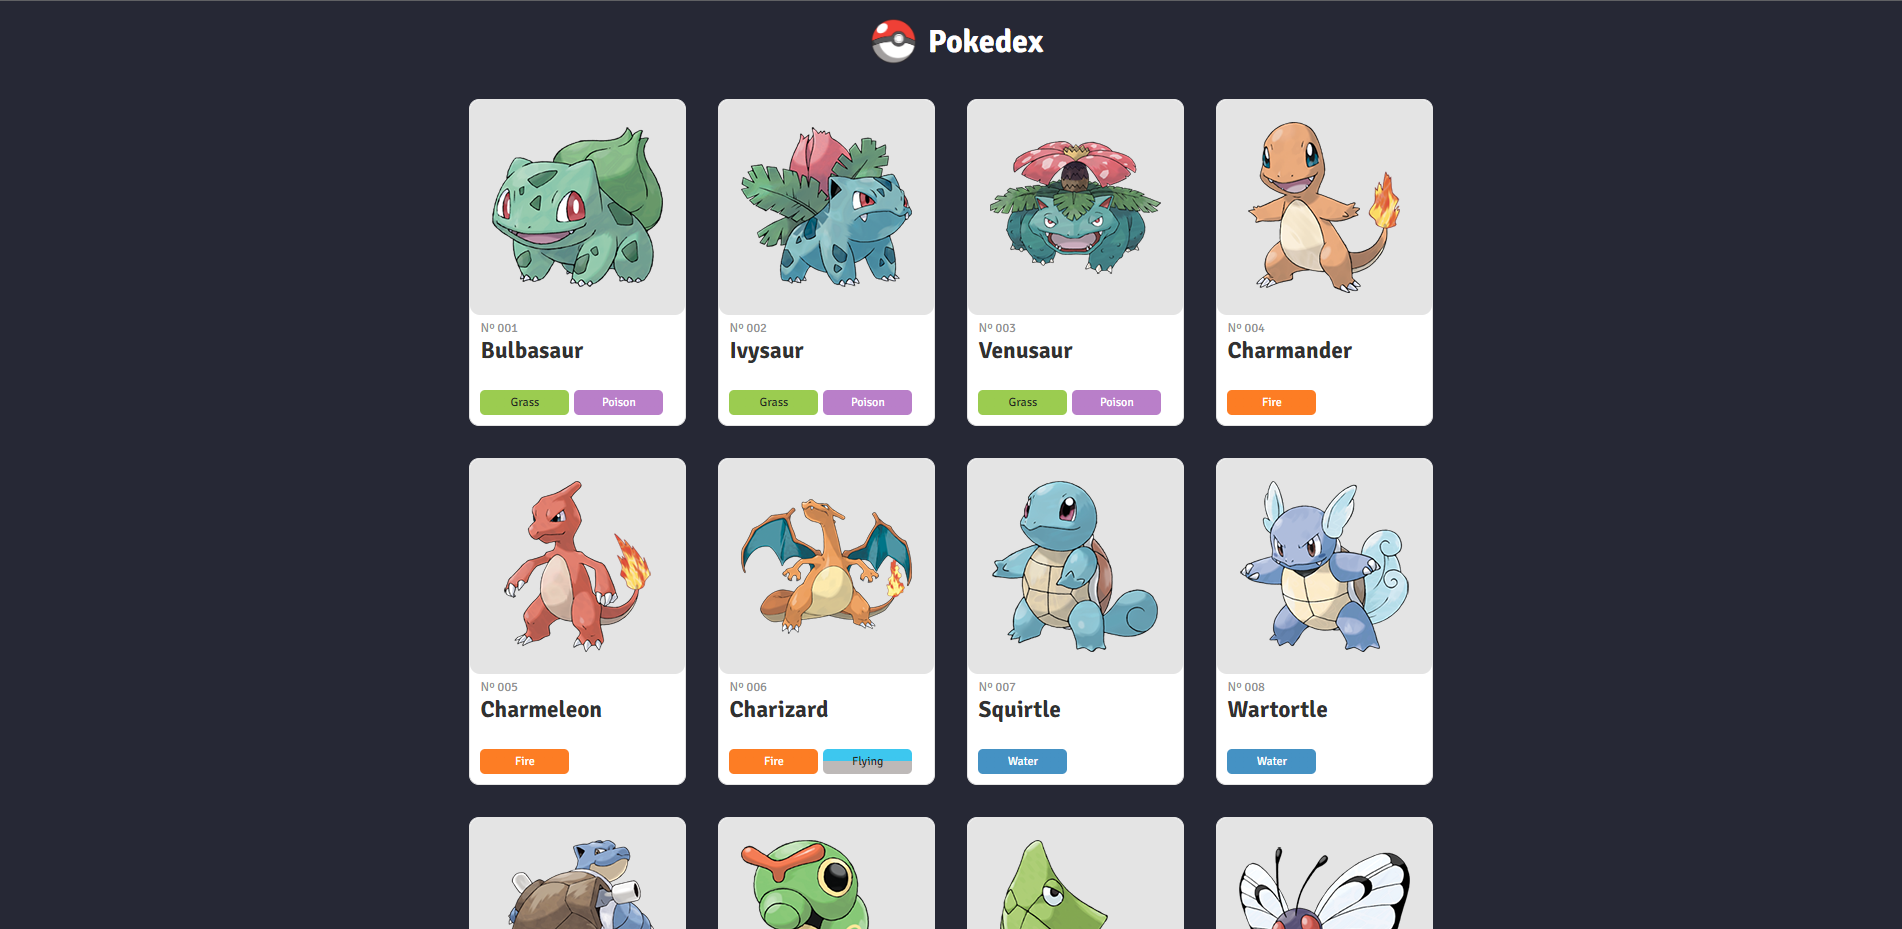 Pokedex
Nº 001
Bulbasaur
Grass Poison
Nº 002
Ivysaur
Grass Poison
Nº 003
Venusaur
Grass Poison
Nº 004
Charmander
Fire
Nº 005
Charmeleon
Fire
Nº 006
Charizard
Fire Flying
Nº 007
Squirtle
Water
Nº 008
Wartortle
Water